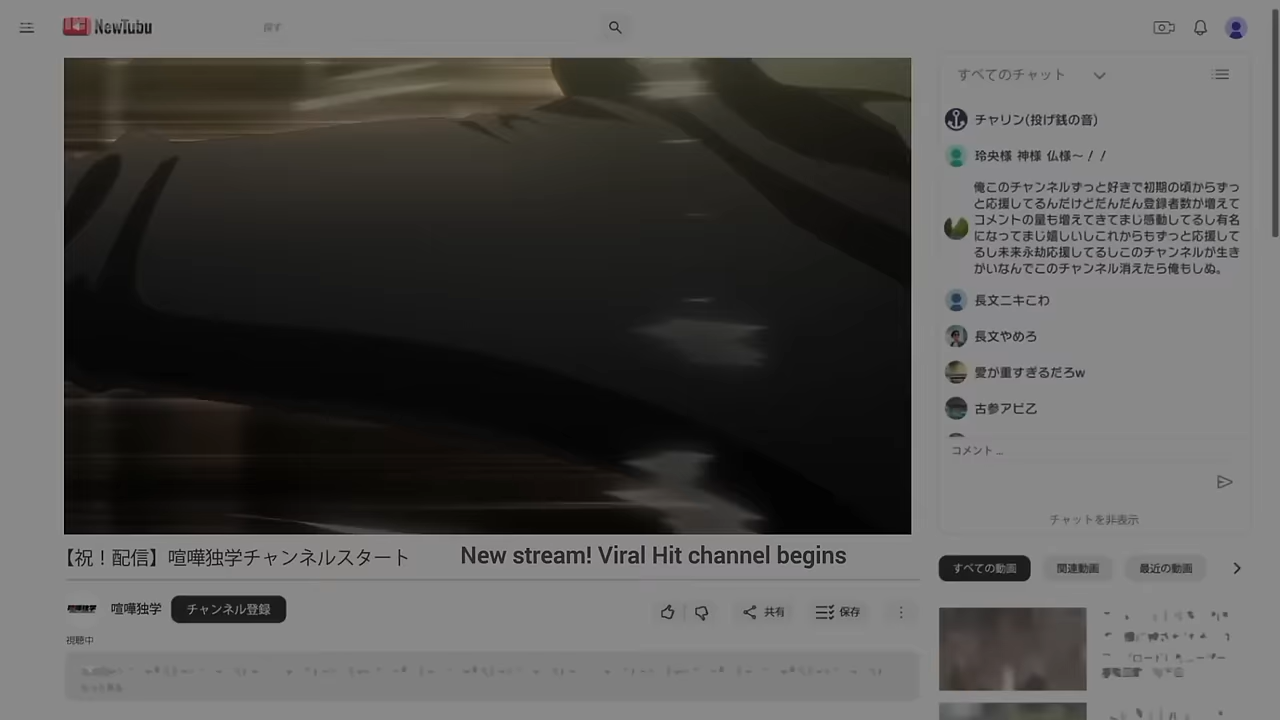 NewTubu
探す
すべてのチャット
チャリン(投げ銭の音)
玲央様 神様 仏様~ / /
俺このチャンネルずっと好きで初期の頃からずっ
と応援してるんだけどだんだん登録者数が増えて
コメントの量も増えてきてまじ感動してるし有名
になってまじ嬉しいしこれからもずっと応援して
るし未来永劫応援してるしこのチャンネルが生き
がいなんでこのチャンネル消えたら俺もしぬ。
長文ニキこわ
長文やめろ
愛が重すぎるだろw
古参アピ乙
コメント ...
チャットを非表示
【祝！配信】喧嘩独学チャンネルスタート
New stream! Viral Hit channel begins
喧嘩独学
喧嘩独学
チャンネル登録
共有
保存
視聴中
もっと見る
すべての動画
関連動画
最近の動画